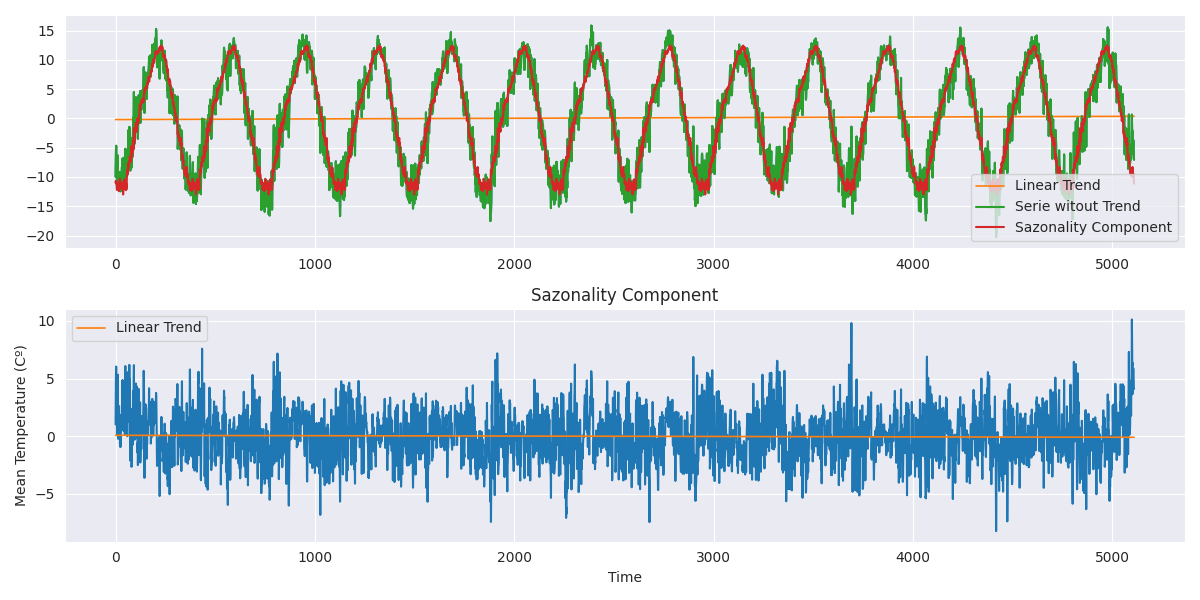 15
10
5
0
−5
−10
−15
−20
Linear Trend
Serie witout Trend
Sazonality Component
0 1000 2000 3000 4000 5000
Sazonality Component
Mean Temperature (Cº)
10
5
0
−5
Linear Trend
0 1000 2000 3000 4000 5000
Time